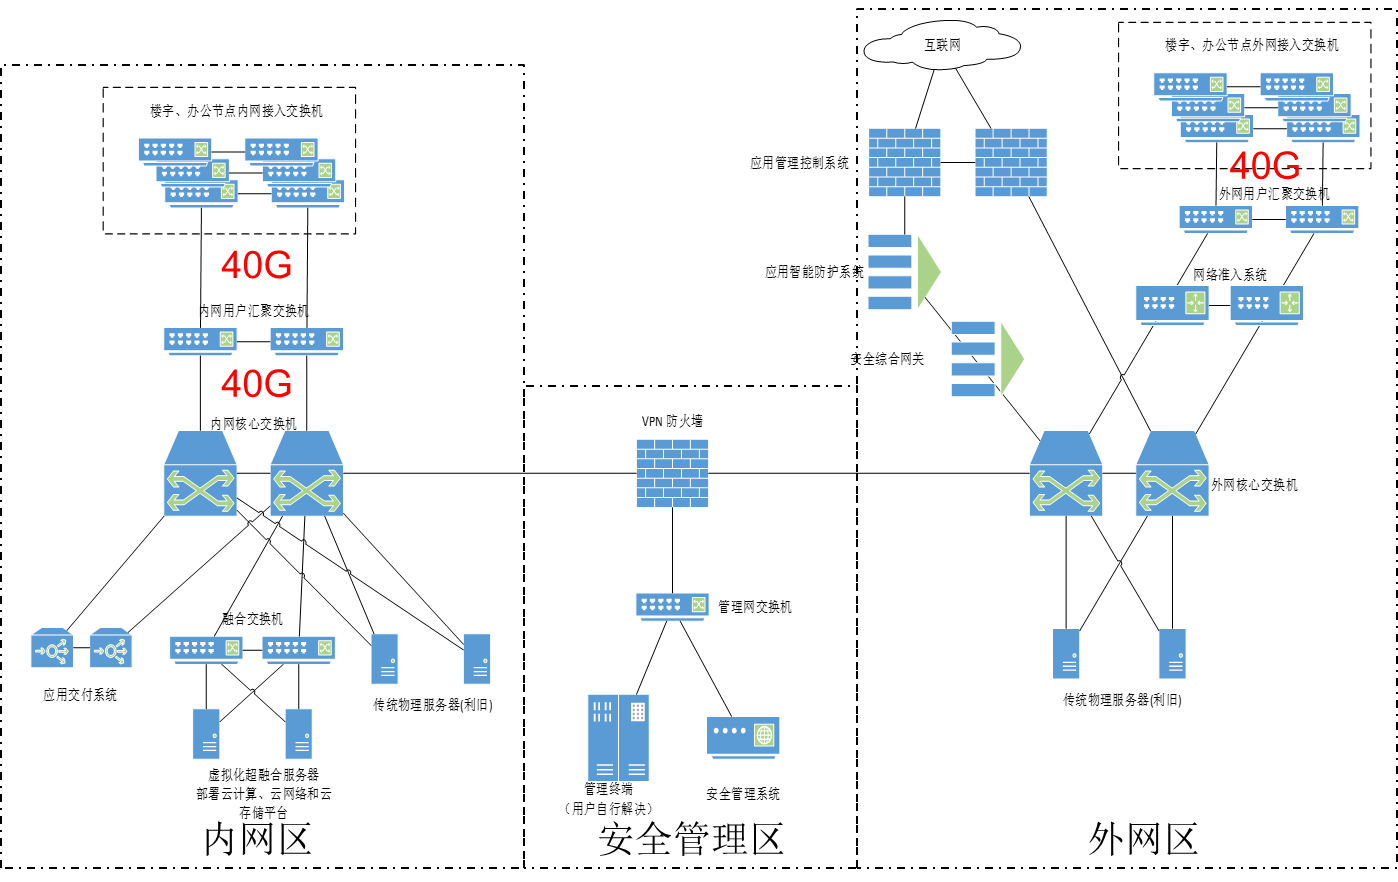 互联网
楼宇、办公节点外网接入交换机
楼宇、办公节点内网接入交换机
应用管理控制系统
40G
外网用户汇聚交换机
40G
应用智能防护系统
网络准入系统
内网用户汇聚交换机
安全综合网关
40G
内网核心交换机
VPN 防火墙
外网核心交换机
管理网交换机
融合交换机
应用交付系统
传统物理服务器(利旧)
传统物理服务器(利旧)
虚拟化超融合服务器
部署云计算、云网络和云
存储平台
管理终端
（用户自行解决）
安全管理系统
内网区
安全管理区
外网区